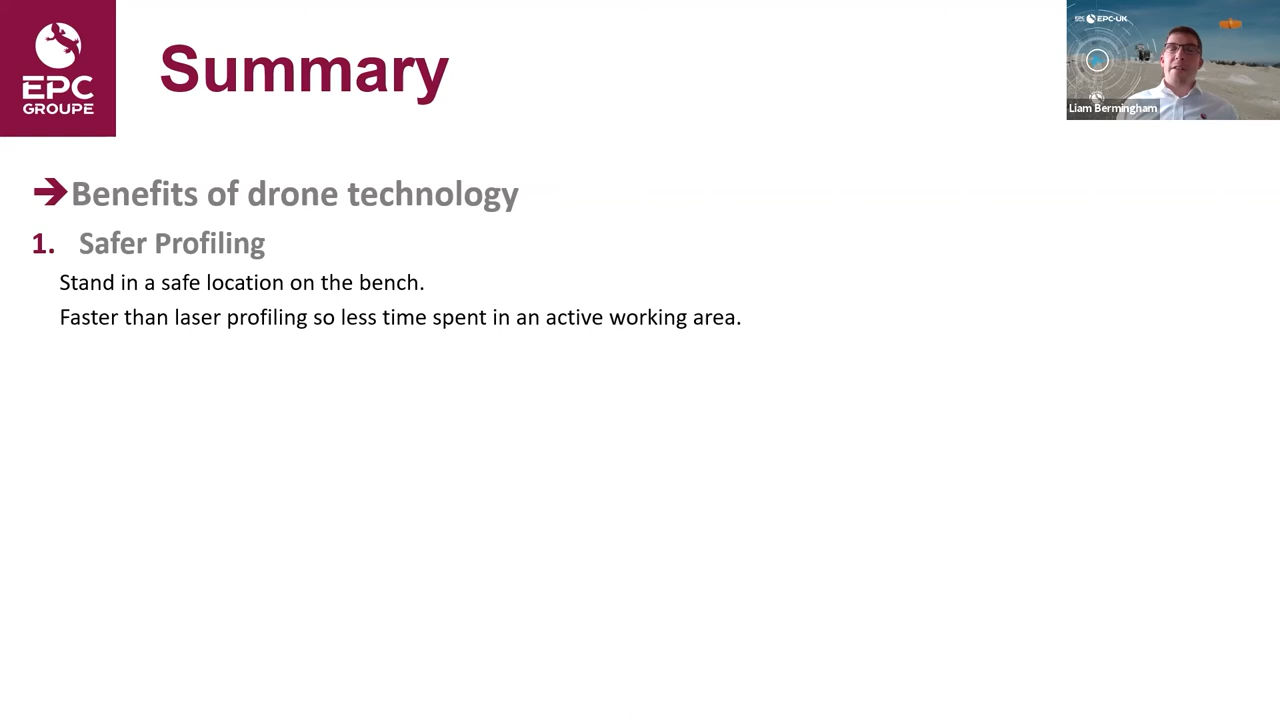 EPC
GROUPE
Summary
EPC-UK
Liam Bermingham
Benefits of drone technology
1. Safer Profiling
Stand in a safe location on the bench.
Faster than laser profiling so less time spent in an active working area.